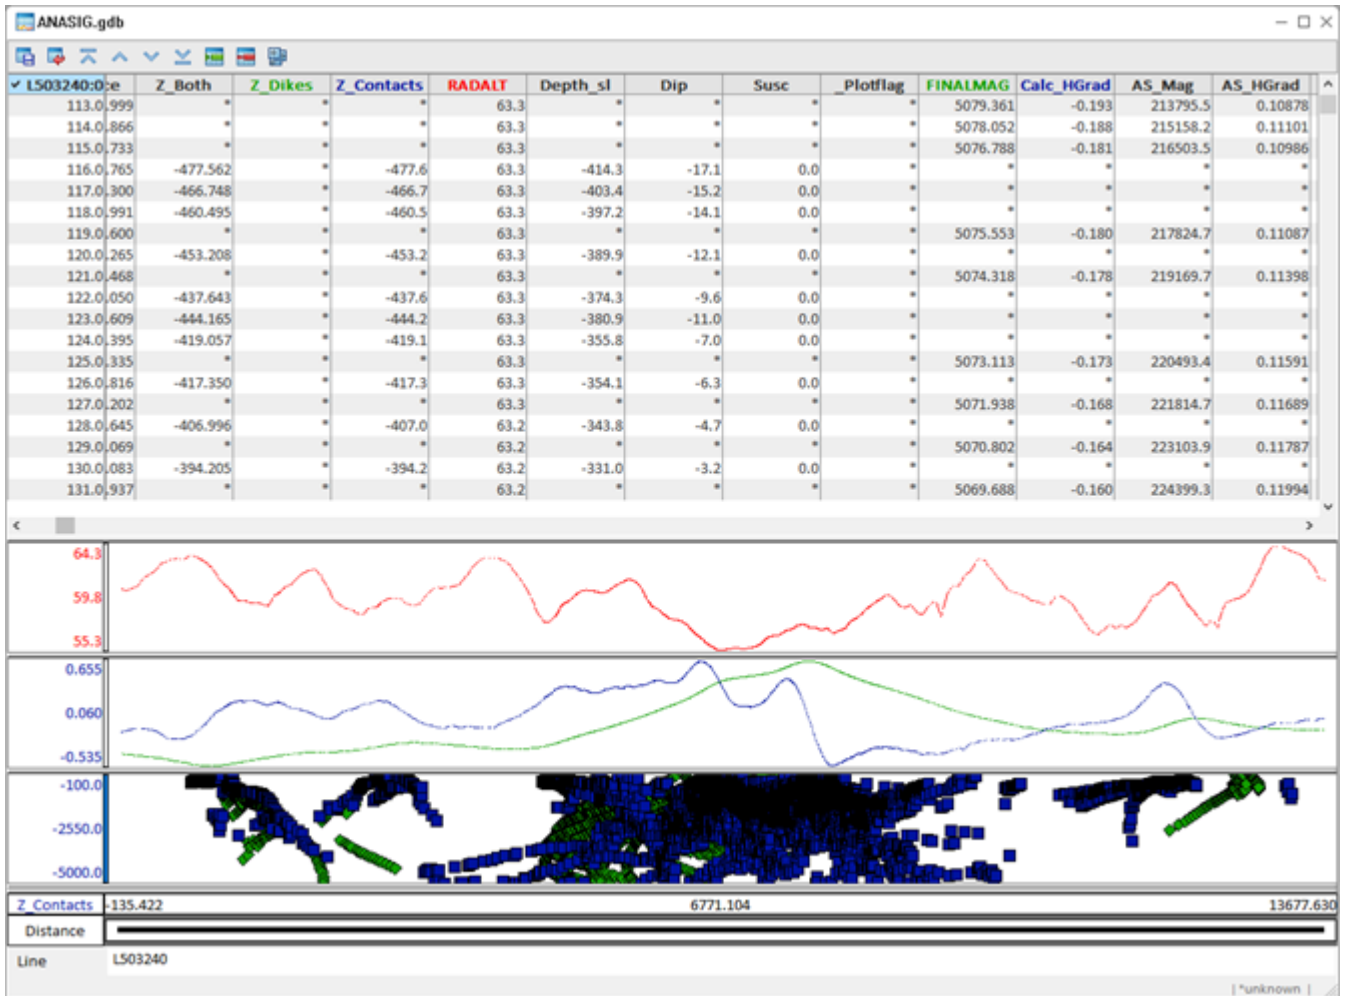 ANASIG.gdb
L503240:0 :e Z_Both Z_Dikes Z_Contacts RADALT Depth_sl Dip Susc _Plotflag FINALMAG Calc_HGrad AS_Mag AS_HGrad
113.0 .999 * * * 63.3 * * * * 5079.361 -0.193 213795.5 0.10878
114.0 .866 * * * 63.3 * * * * 5078.052 -0.188 215158.2 0.11101
115.0 .733 * * * 63.3 * * * * 5076.788 -0.181 216503.5 0.10986
116.0 .765 -477.562 * -477.6 63.3 -414.3 -17.1 0.0 * * * * *
117.0 .300 -466.748 * -466.7 63.3 -403.4 -15.2 0.0 * * * * *
118.0 .991 -460.495 * -460.5 63.3 -397.2 -14.1 0.0 * * * * *
119.0 .600 * * * 63.3 * * * * 5075.553 -0.180 217824.7 0.11087
120.0 .265 -453.208 * -453.2 63.3 -389.9 -12.1 0.0 * * * * *
121.0 .468 * * * 63.3 * * * * 5074.318 -0.178 219169.7 0.11398
122.0 .050 -437.643 * -437.6 63.3 -374.3 -9.6 0.0 * * * * *
123.0 .609 -444.165 * -444.2 63.3 -380.9 -11.0 0.0 * * * * *
124.0 .395 -419.057 * -419.1 63.3 -355.8 -7.0 0.0 * * * * *
125.0 .335 * * * 63.3 * * * * 5073.113 -0.173 220493.4 0.11591
126.0 .816 -417.350 * -417.3 63.3 -354.1 -6.3 0.0 * * * * *
127.0 .202 * * * 63.3 * * * * 5071.938 -0.168 221814.7 0.11689
128.0 .645 -406.996 * -407.0 63.2 -343.8 -4.7 0.0 * * * * *
129.0 .069 * * * 63.2 * * * * 5070.802 -0.164 223103.9 0.11787
130.0 .083 -394.205 * -394.2 63.2 -331.0 -3.2 0.0 * * * * *
131.0 .937 * * * 63.2 * * * * 5069.688 -0.160 224399.3 0.11994
64.3
59.8
55.3
0.655
0.060
-0.535
-100.0
-2550.0
-5000.0
Z_Contacts -135.422 6771.104 13677.630
Distance
Line L503240
| *unknown |